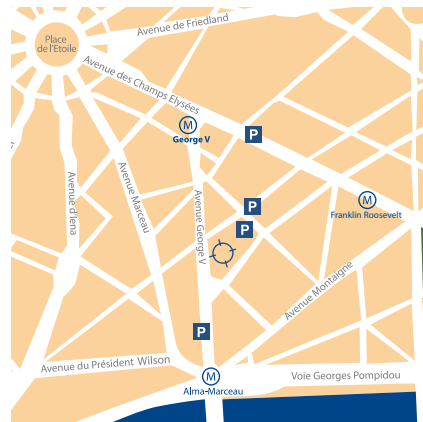 Avenue de Friedland
Place
de l'Etoile
Avenue des Champs Elysées
M
George V
P
Avenue d'Iena
Avenue Marceau
Avenue George V
M
Franklin Roosevelt
P
P
Avenue Montaigne
P
Avenue du Président Wilson
M
Alma-Marceau
Voie Georges Pompidou